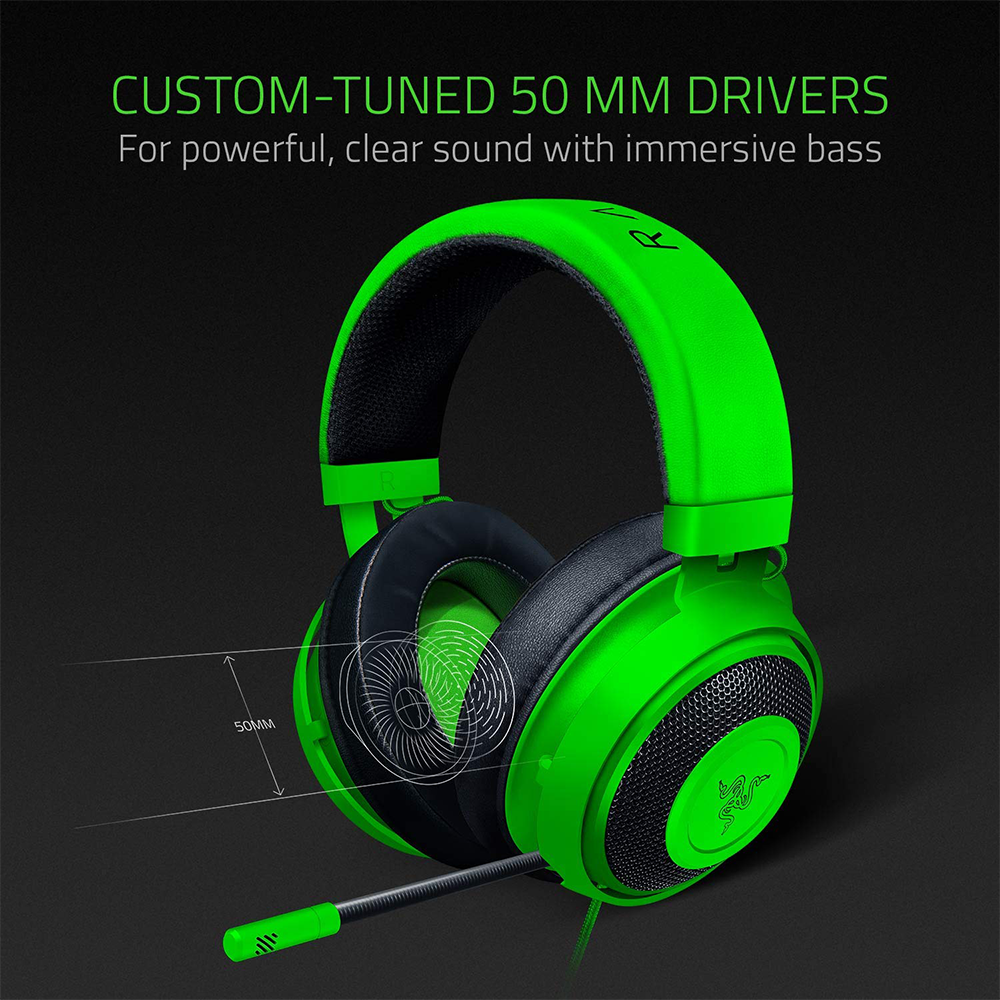 CUSTOM-TUNED 50 MM DRIVERS
For powerful, clear sound with immersive bass
R
R
50MM